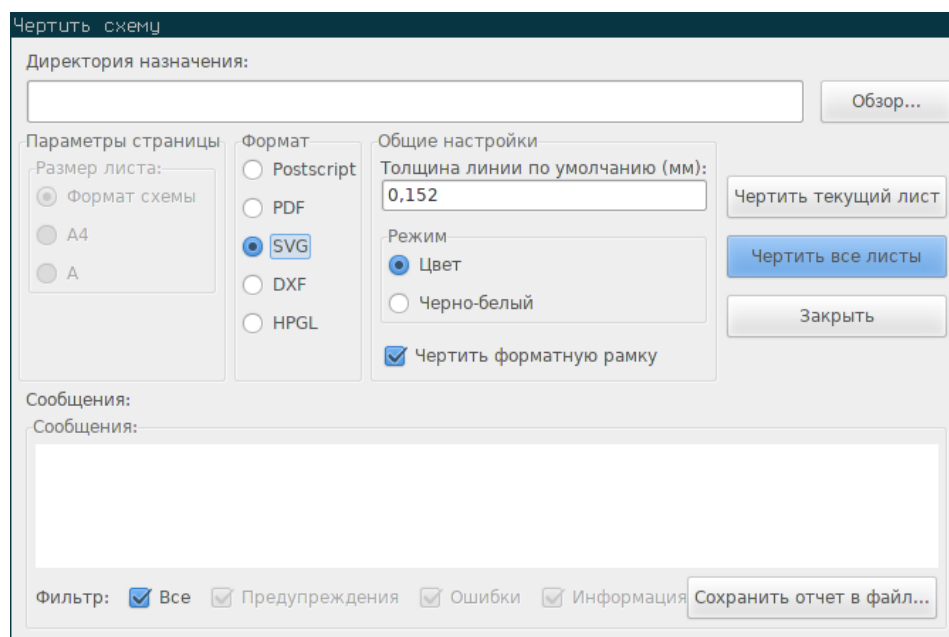 Чертить схему
Директория назначения:
Обзор...
Параметры страницы
Размер листа:
Формат схемы
A4
A
Формат
Postscript
PDF
SVG
DXF
HPGL
Общие настройки
Толщина линии по умолчанию (мм):
0,152
Режим
Цвет
Черно-белый
Чертить форматную рамку
Чертить текущий лист
Чертить все листы
Закрыть
Сообщения:
Сообщения:
Фильтр: Все Предупреждения Ошибки Информация Сохранить отчет в файл...